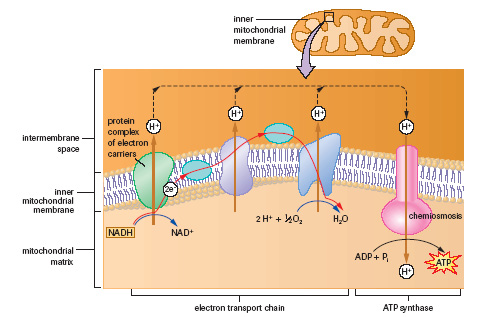 inner
mitochondrial
membrane
H+
H+
H+
H+
protein
complex
of electron
carriers
intermembrane
space
2e-
inner
mitochondrial
membrane
chemiosmosis
NADH
NAD+
2 H+ + ½O2
H2O
mitochondrial
matrix
ADP + Pi
ATP
H+
electron transport chain
ATP synthase